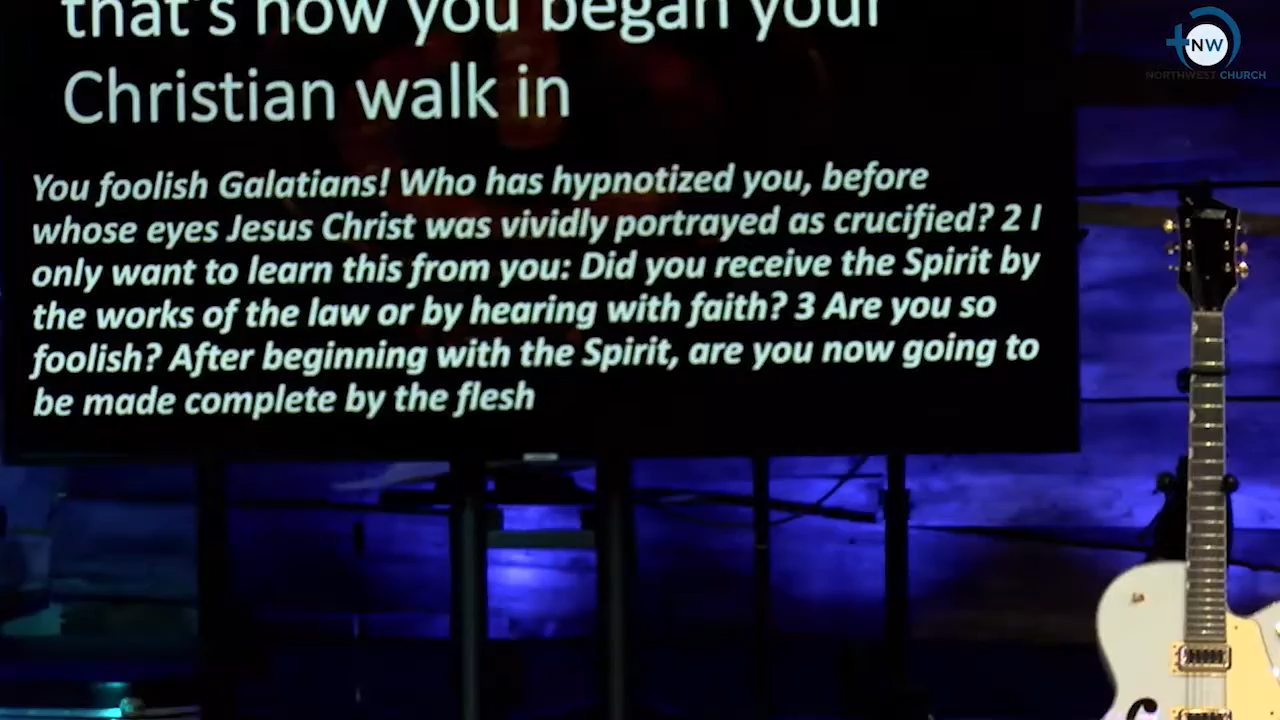 that's how you began your
Christian walk in
You foolish Galatians! Who has hypnotized you, before
whose eyes Jesus Christ was vividly portrayed as crucified? 2 I
only want to learn this from you: Did you receive the Spirit by
the works of the law or by hearing with faith? 3 Are you so
foolish? After beginning with the Spirit, are you now going to
be made complete by the flesh
NW
NORTHWEST CHURCH